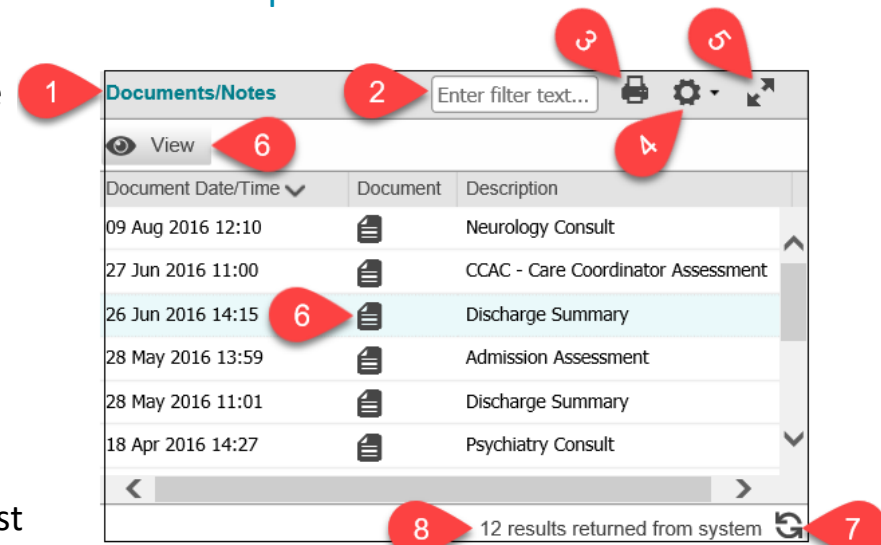 1 Documents/Notes 2 Enter filter text... 3 4 5
View 6
Document Date/Time Document Description
09 Aug 2016 12:10 Neurology Consult
27 Jun 2016 11:00 CCAC - Care Coordinator Assessment
26 Jun 2016 14:15 6 Discharge Summary
28 May 2016 13:59 Admission Assessment
28 May 2016 11:01 Discharge Summary
18 Apr 2016 14:27 Psychiatry Consult
st
8 12 results returned from system 7